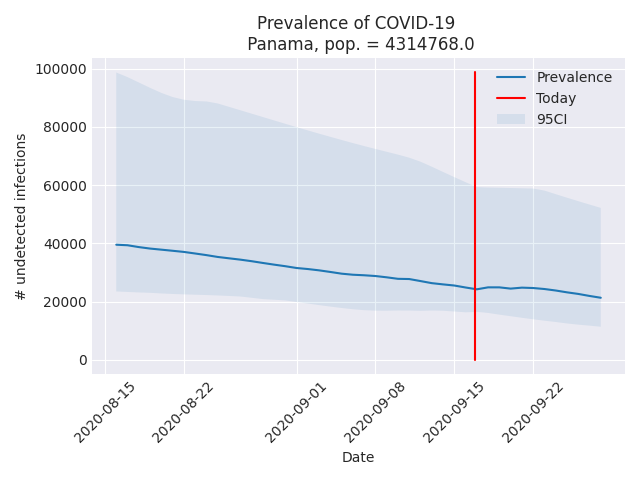 Prevalence of COVID-19
Panama, pop. = 4314768.0
# undetected infections
100000
80000
60000
40000
20000
0
Prevalence
Today
95CI
2020-08-15
2020-08-22
2020-09-01
2020-09-08
2020-09-15
2020-09-22
Date